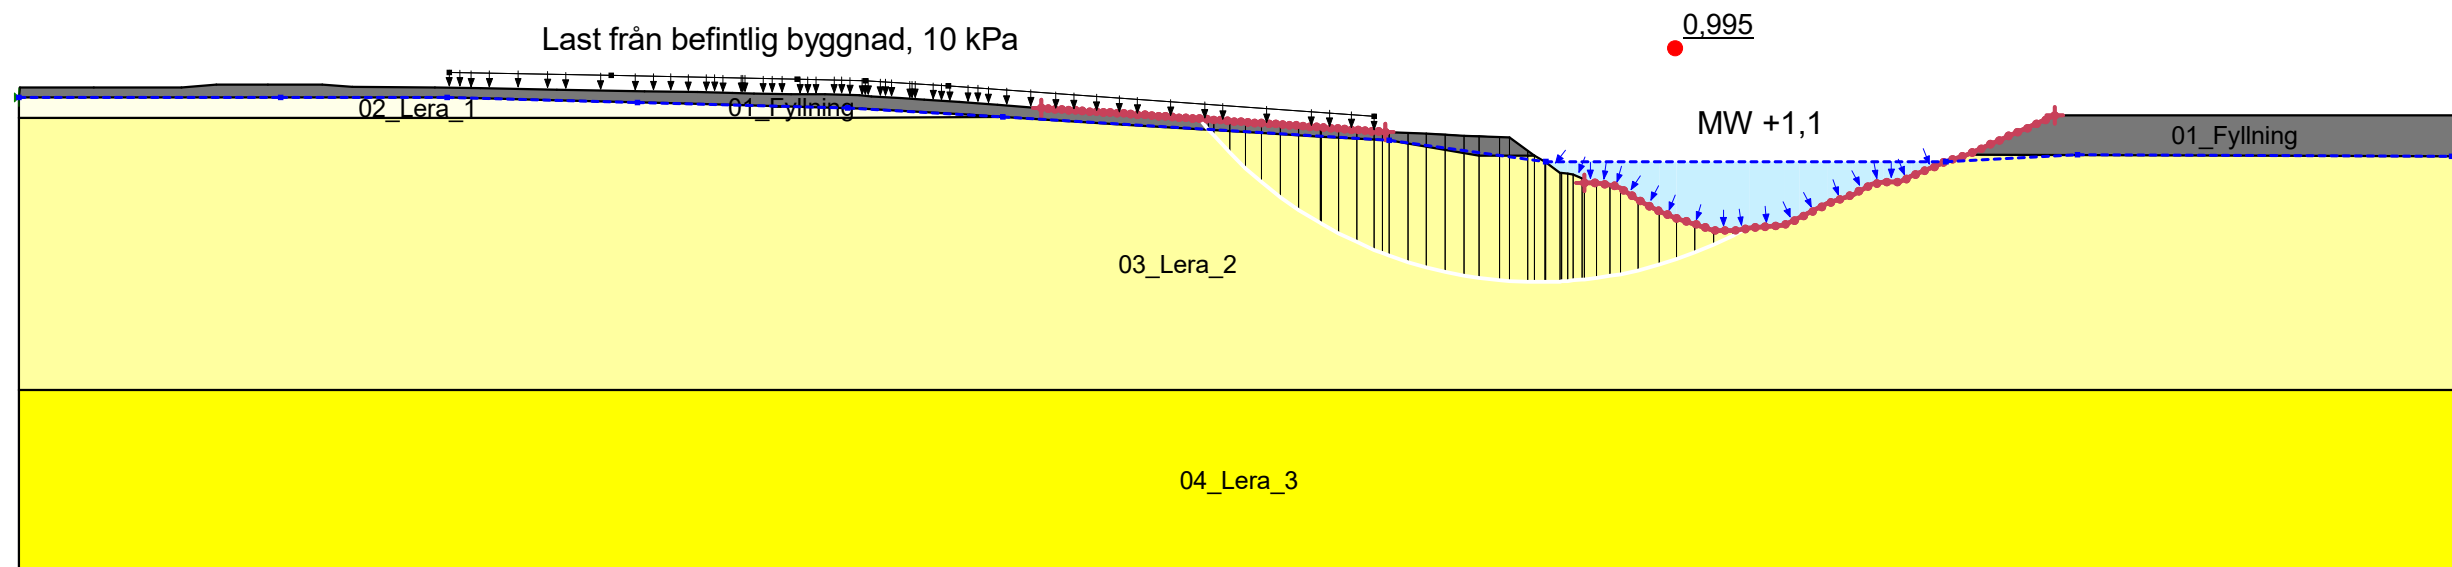 0,995
Last från befintlig byggnad, 10 kPa
02_Lera_1
01_Fyllning
MW +1,1
01_Fyllning
03_Lera_2
04_Lera_3